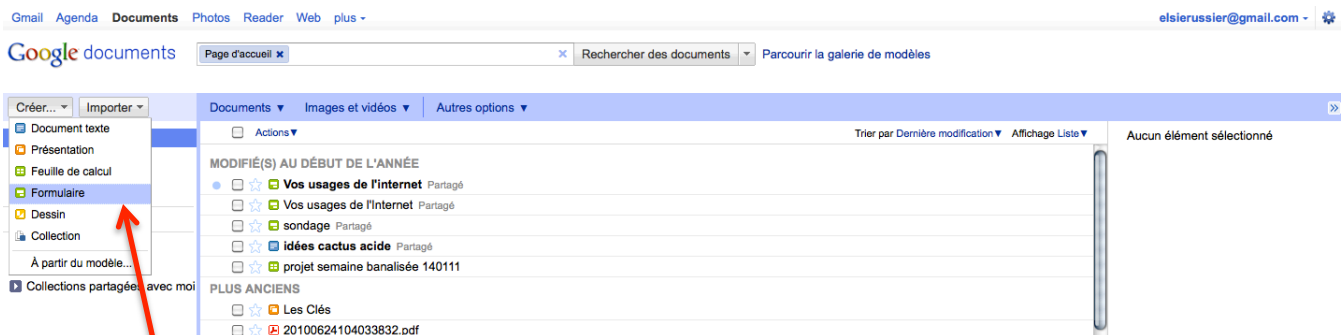 Gmail Agenda Documents Photos Reader Web plus elsierussier@gmail.com
Google documents Page d'accueil Rechercher des documents Parcourir la galerie de modèles
Créer... Importer Documents Images et vidéos Autres options
Document texte
Présentation
Feuille de calcul
Formulaire
Dessin
Collection
À partir du modèle...
Collections partagées avec moi
Actions Trier par Dernière modification Affichage Liste
MODIFIÉ(S) AU DÉBUT DE L'ANNÉE
Vos usages de l'internet Partagé
Vos usages de l'Internet Partagé
sondage Partagé
idées cactus acide Partagé
projet semaine banalisée 140111
PLUS ANCIENS
Les Clés
20100624104033832.pdf
Aucun élément sélectionné